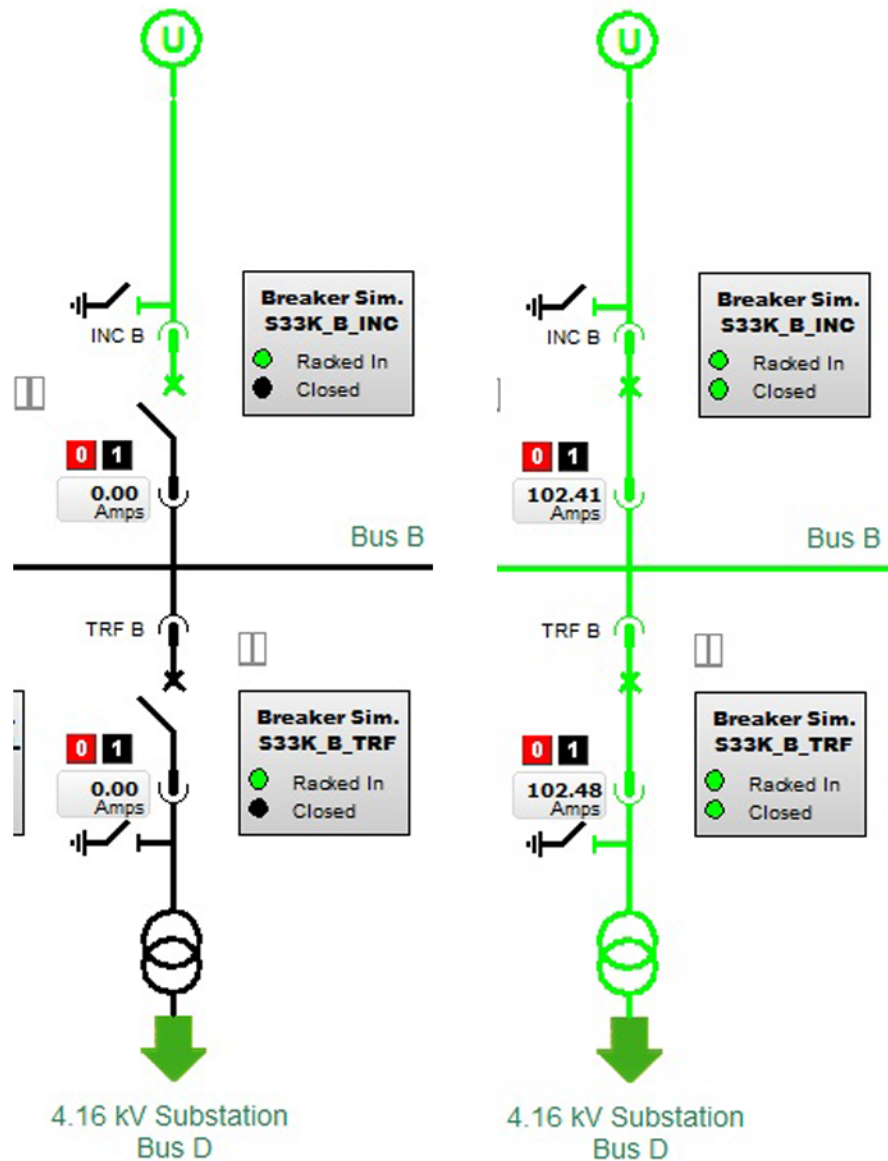 U
Breaker Sim.
S33K_B_INC
INC B
Racked In
Closed
0 1
0.00
Amps
Bus B
TRF B
Breaker Sim.
S33K_B_TRF
0 1
Racked In
0.00
Amps
Closed
4.16 kV Substation
Bus D
U
Breaker Sim.
S33K_B_INC
INC B
Racked In
Closed
0 1
102.41
Amps
Bus B
TRF B
Breaker Sim.
S33K_B_TRF
0 1
Racked In
102.48
Amps
Closed
4.16 kV Substation
Bus D